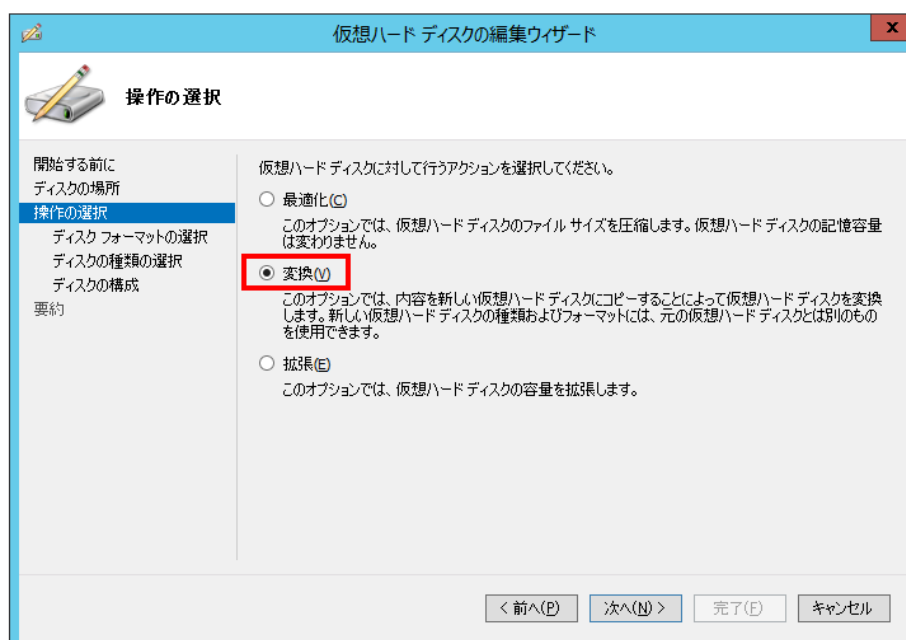 仮想ハード ディスクの編集ウィザード
x
操作の選択
開始する前に
ディスクの場所
操作の選択
ディスク フォーマットの選択
ディスクの種類の選択
ディスクの構成
要約
仮想ハード ディスクに対して行うアクションを選択してください。
最適化(C)
このオプションでは、仮想ハード ディスクのファイル サイズを圧縮します。仮想ハード ディスクの記憶容量
は変わりません。
変換(V)
このオプションでは、内容を新しい仮想ハード ディスクにコピーすることによって仮想ハード ディスクを変換
します。新しい仮想ハード ディスクの種類およびフォーマットには、元の仮想ハード ディスクとは別のもの
を使用できます。
拡張(E)
このオプションでは、仮想ハード ディスクの容量を拡張します。
< 前へ(P)
次へ(N) >
完了(F)
キャンセル